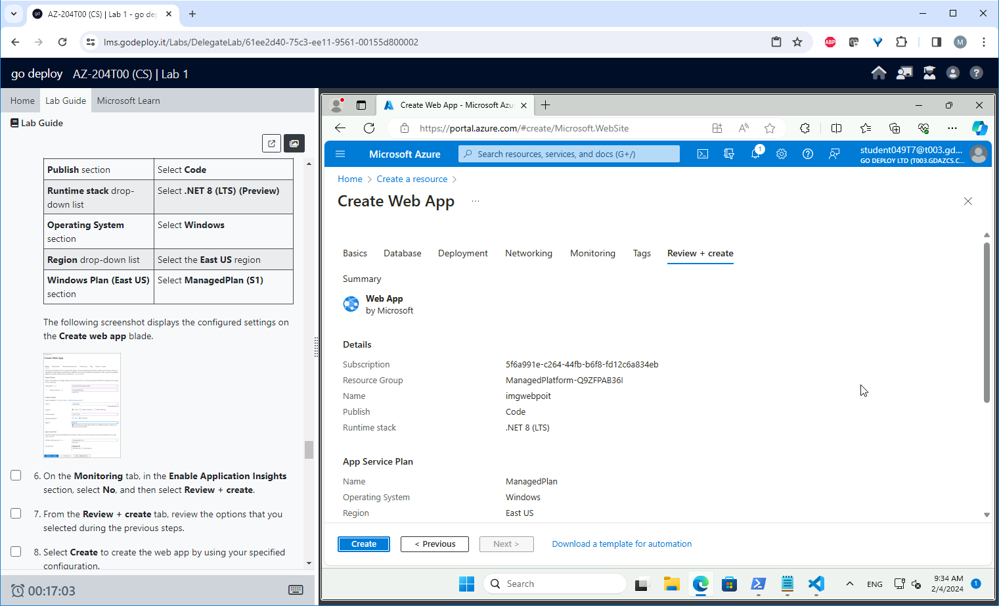 AZ-204T00 (CS) | Lab 1 - go dep
lms.godeploy.it/Labs/DelegateLab/61ee2d40-75c3-ee11-9561-00155d800002
ABP
M
go deploy AZ-204T00 (CS) | Lab 1
Home Lab Guide Microsoft Learn
Lab Guide
Publish section Select Code
Runtime stack drop-
down list
Select .NET 8 (LTS) (Preview)
Operating System
section
Select Windows
Region drop-down list Select the East US region
Windows Plan (East US)
section
Select ManagedPlan (S1)
The following screenshot displays the configured settings on
the Create web app blade.
Create Web App
6. On the Monitoring tab, in the Enable Application Insights
section, select No, and then select Review + create.
7. From the Review + create tab, review the options that you
selected during the previous steps.
8. Select Create to create the web app by using your specified
configuration.
00:17:03
Create Web App - Microsoft Azu
https://portal.azure.com/#create/Microsoft.WebSite
Microsoft Azure
Search resources, services, and docs (G+/)
1
student049T7@t003.gd...
GO DEPLOY LTD (T003.GDAZCS.C...
Home > Create a resource >
Create Web App ...
Basics Database Deployment Networking Monitoring Tags Review + create
Summary
Web App
by Microsoft
Details
Subscription 5f6a991e-c264-44fb-b6f8-fd12c6a834eb
Resource Group ManagedPlatform-Q9ZFPAB36I
Name imgwebpoit
Publish Code
Runtime stack .NET 8 (LTS)
App Service Plan
Name ManagedPlan
Operating System Windows
Region East US
Create < Previous Next > Download a template for automation
Search
ENG
9:34 AM
2/4/2024
1